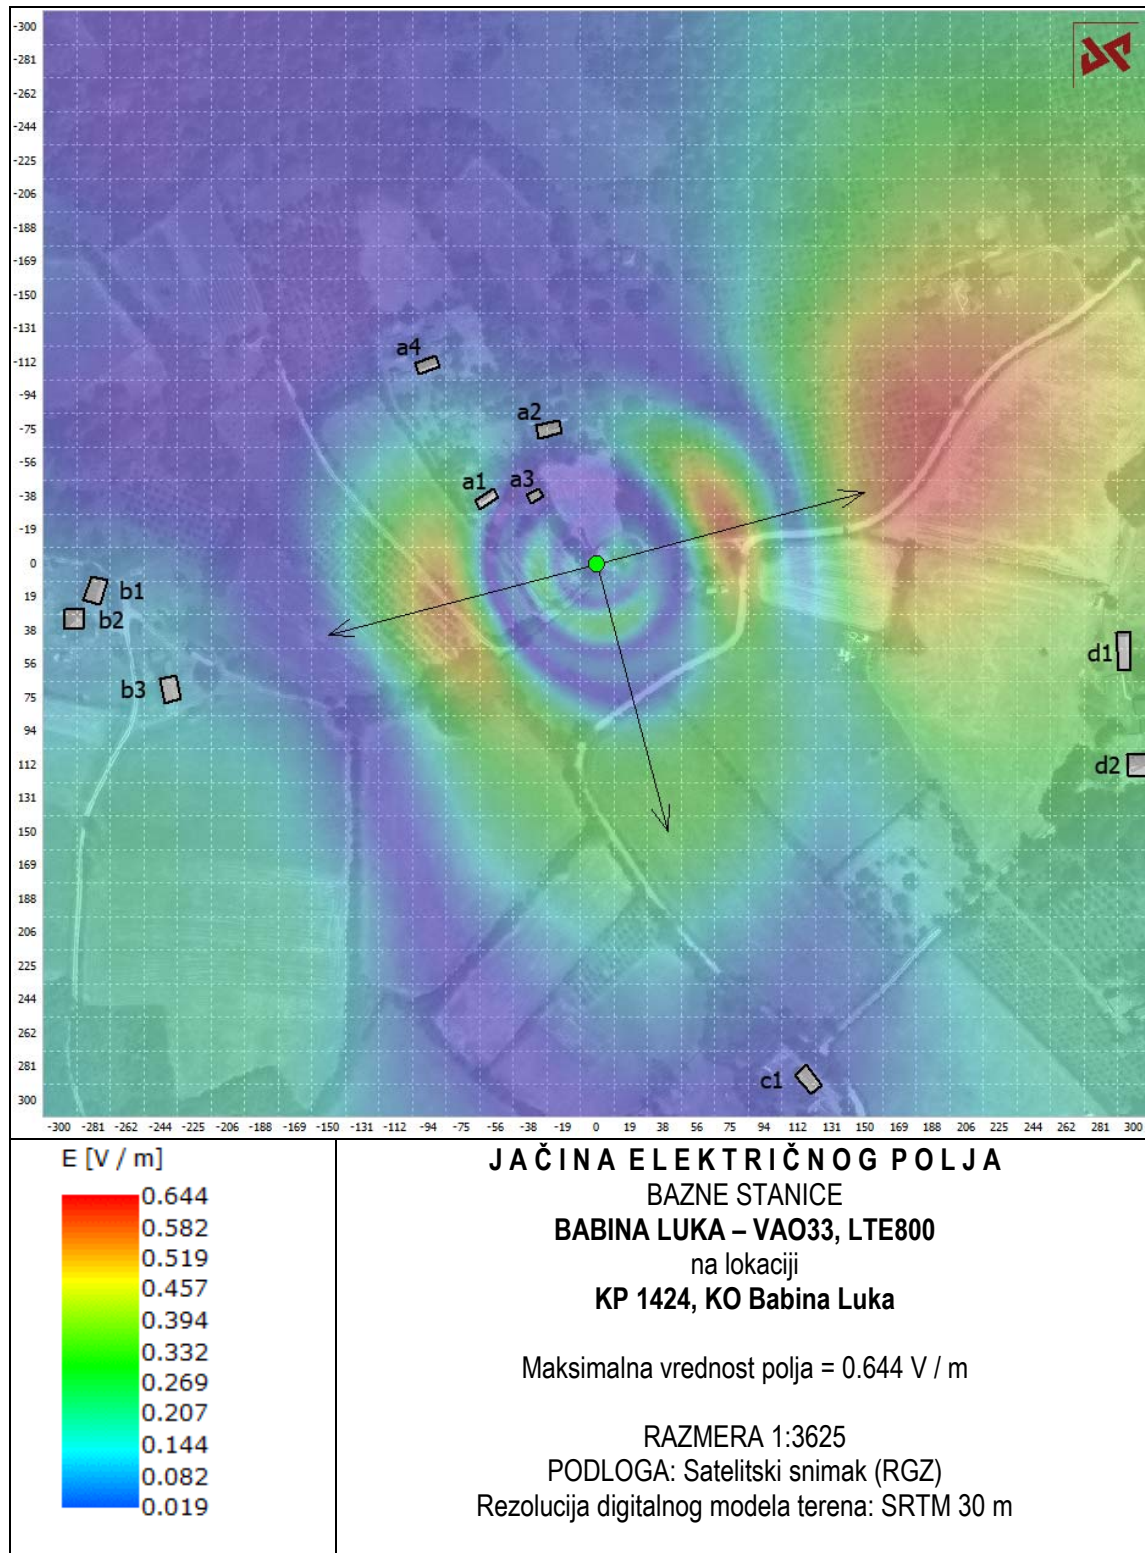 -300
-281
-262
-244
-225
-206
-188
-169
-150
-131
-112
-94
-75
-56
-38
-19
0
19
38
56
75
94
112
131
150
169
188
206
225
244
262
281
300
a4
a2
a1
a3
b1
b2
b3
d1
d2
c1
-300 -281 -262 -244 -225 -206 -188 -169 -150 -131 -112 -94 -75 -56 -38 -19 0 19 38 56 75 94 112 131 150 169 188 206 225 244 262 281 300
E [V / m]
0.644
0.582
0.519
0.457
0.394
0.332
0.269
0.207
0.144
0.082
0.019
JAČINA ELEKTRIČNOG POLJA
BAZNE STANICE
BABINA LUKA – VAO33, LTE800
na lokaciji
KP 1424, KO Babina Luka
Maksimalna vrednost polja = 0.644 V / m
RAZMERA 1:3625
PODLOGA: Satelitski snimak (RGZ)
Rezolucija digitalnog modela terena: SRTM 30 m